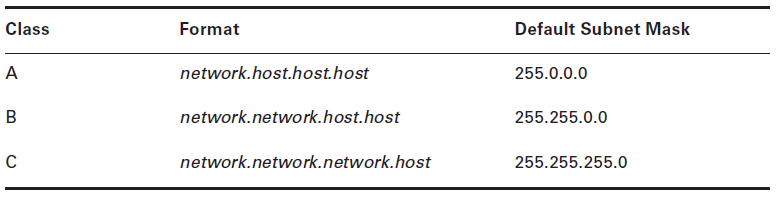 Class Format Default Subnet Mask
A network.host.host.host 255.0.0.0
B network.network.host.host 255.255.0.0
C network.network.network.host 255.255.255.0